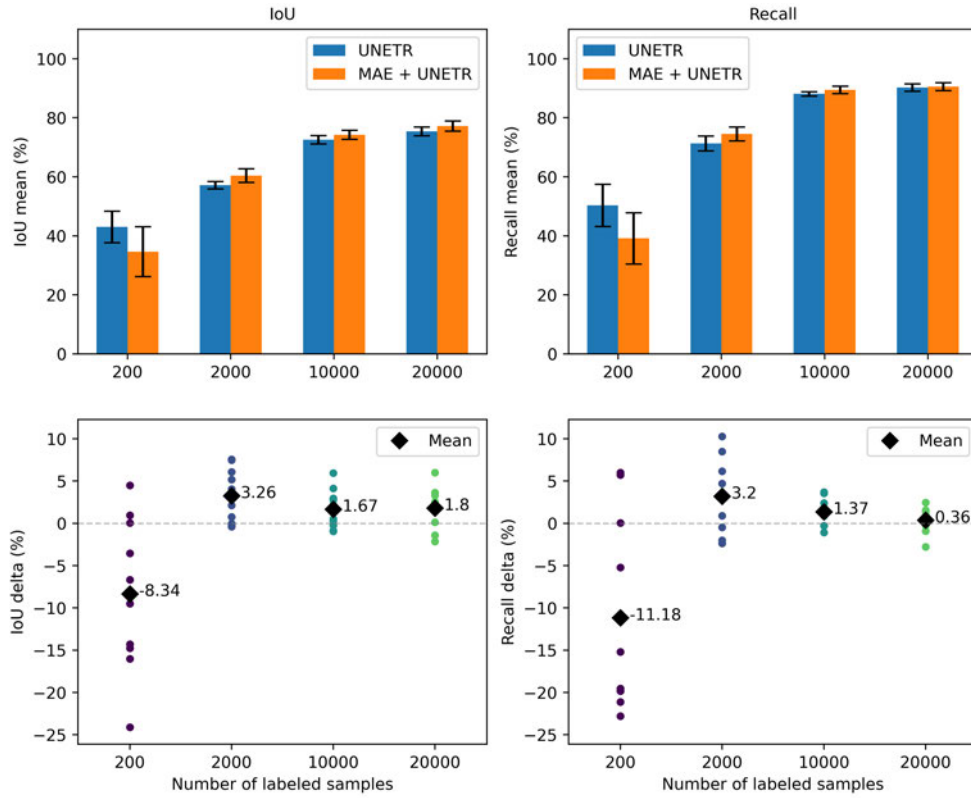 IoU
IoU mean (%)
100
80
60
40
20
0
UNETR
MAE + UNETR
200 2000 10000 20000
Recall
Recall mean (%)
100
80
60
40
20
0
UNETR
MAE + UNETR
200 2000 10000 20000
IoU delta (%)
10
5
0
−5
−10
−15
−20
−25
Mean
-8.34
3.26
1.67
1.8
200 2000 10000 20000
Number of labeled samples
Recall delta (%)
10
5
0
−5
−10
−15
−20
−25
Mean
-11.18
3.2
1.37
0.36
200 2000 10000 20000
Number of labeled samples